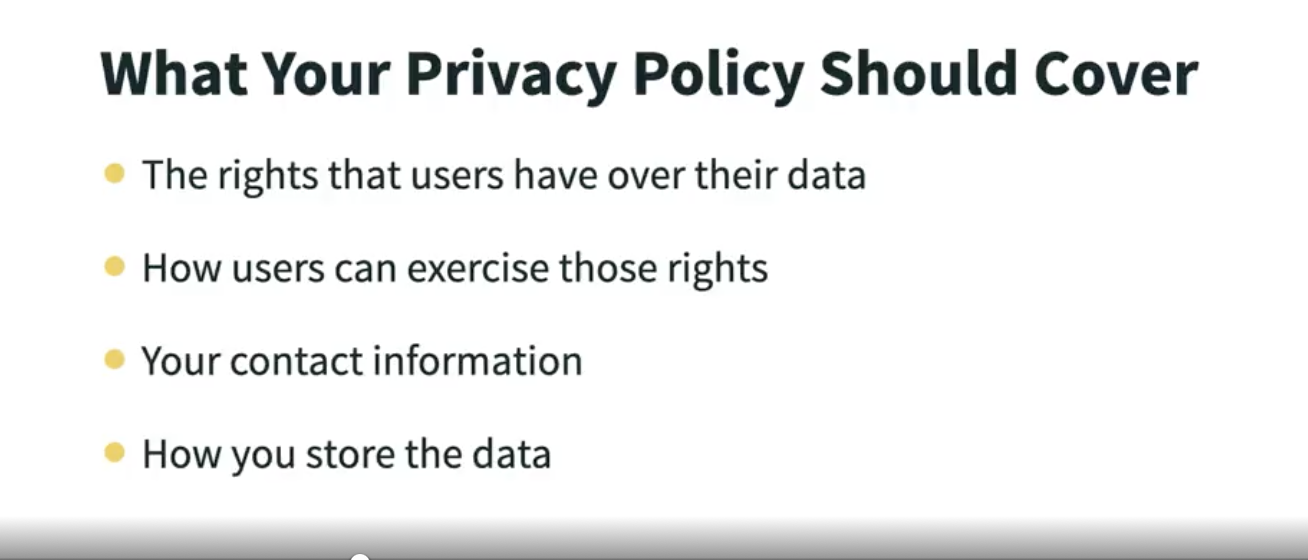 What Your Privacy Policy Should Cover
The rights that users have over their data
How users can exercise those rights
Your contact information
How you store the data